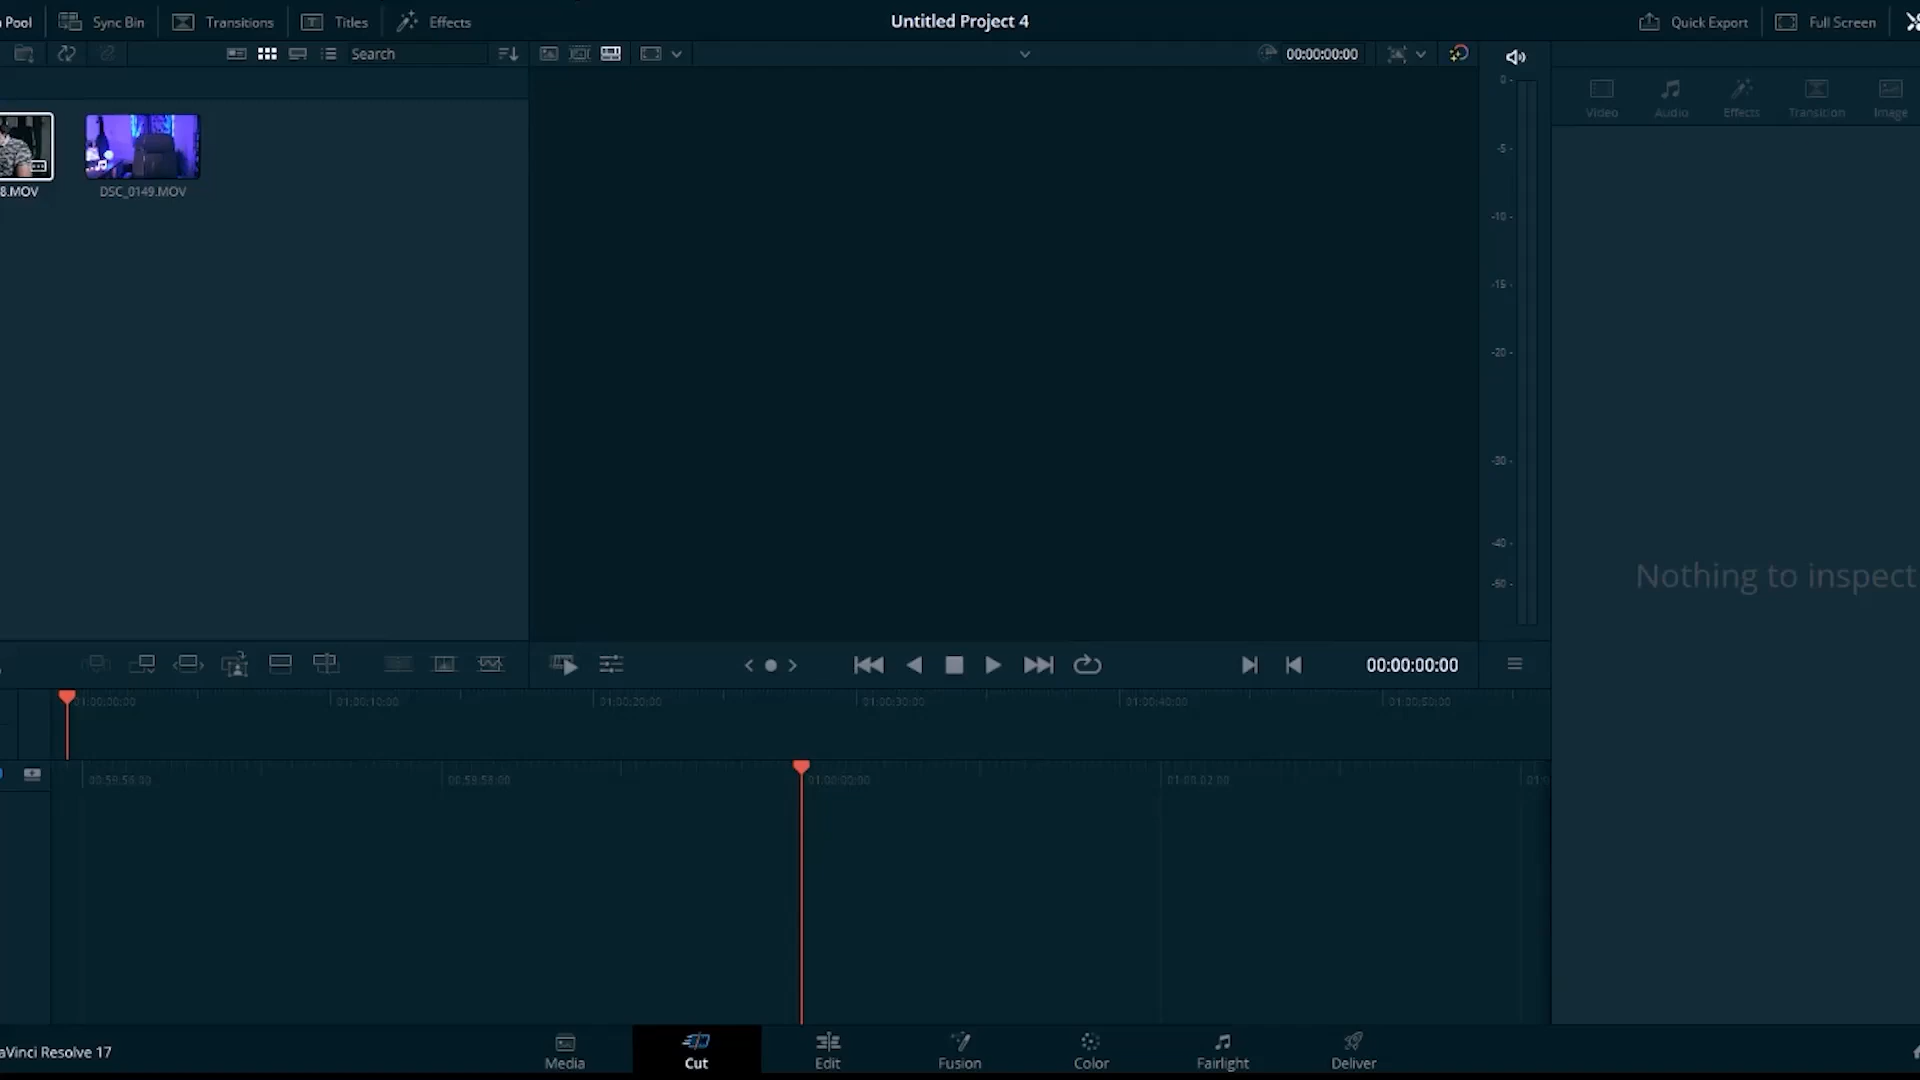 Pool
Sync Bin
Transitions
Titles
Effects
Untitled Project 4
Quick Export
Full Screen
Search
00:00:00:00
Video
Audio
Effects
Transition
Image
8.MOV
DSC_0149.MOV
0
-5
-10
-15
-20
-30
-40
-50
Nothing to inspect
00:00:00:00
01:00:00:00
01:00:10:00
01:00:20:00
01:00:30:00
01:00:40:00
01:00:50:00
00:59:56:00
00:59:58:00
01:00:00:00
01:00:02:00
01:0
aVinci Resolve 17
Media
Cut
Edit
Fusion
Color
Fairlight
Deliver